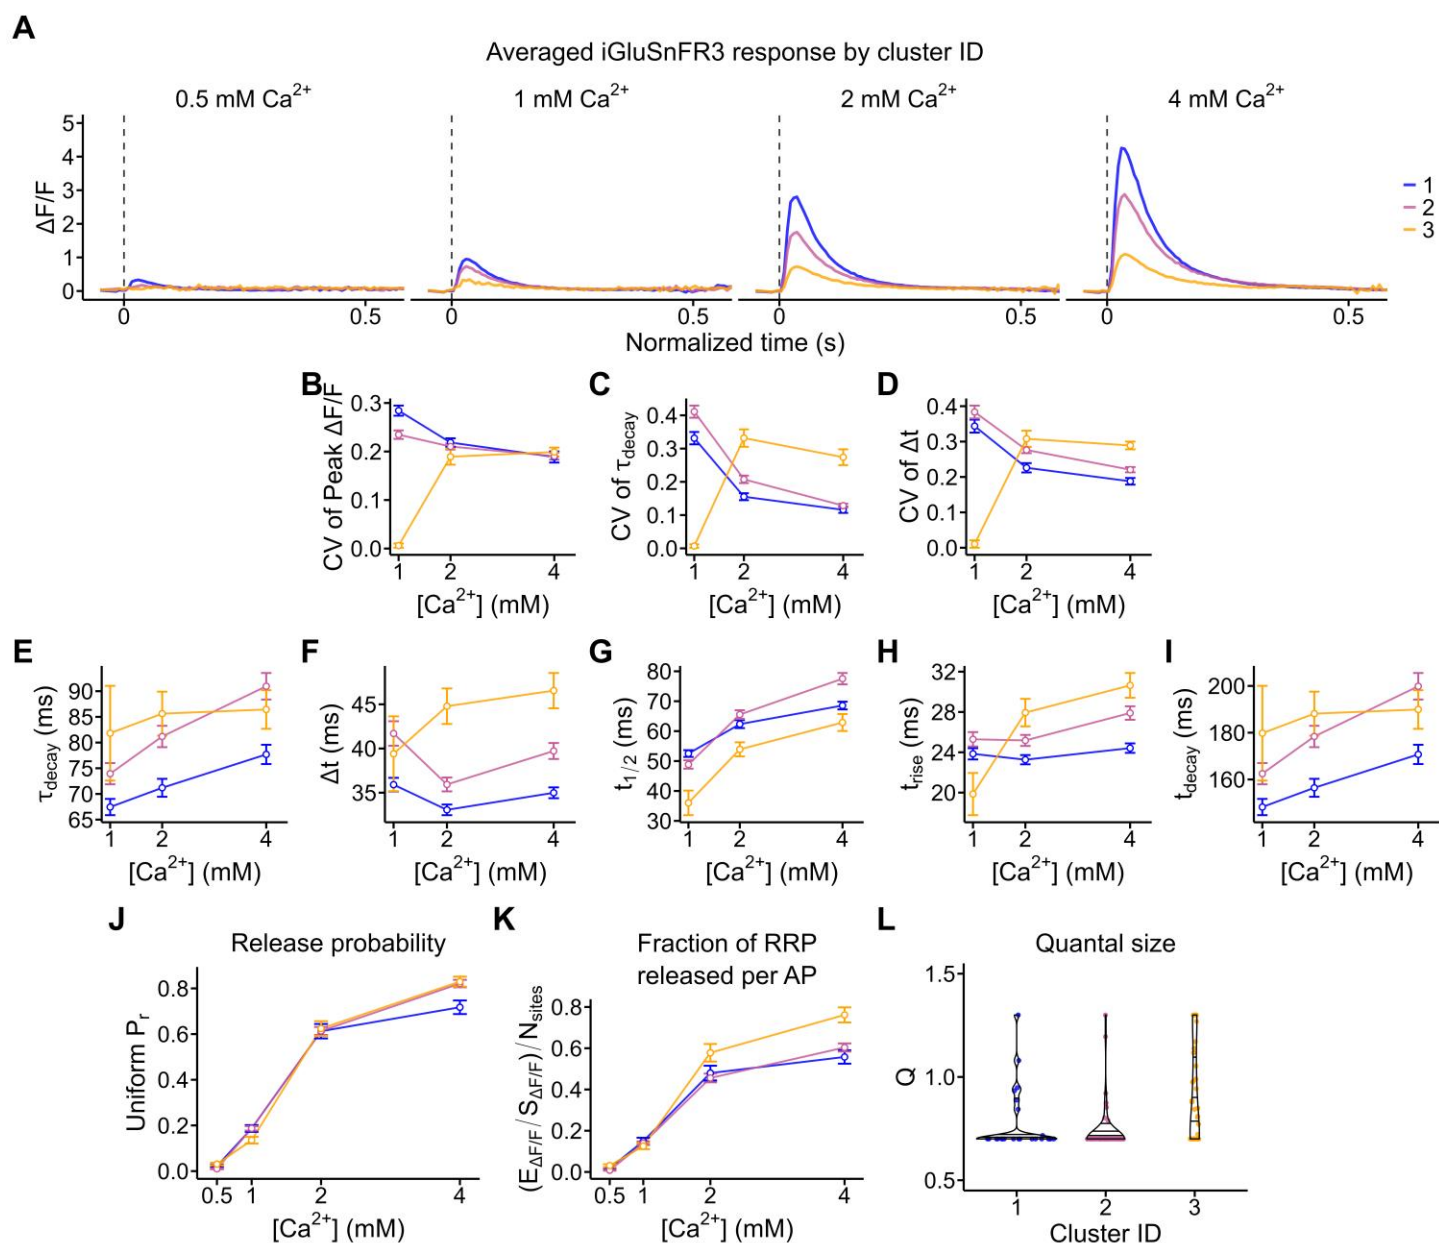 A
Averaged iGluSnFR3 response by cluster ID
0.5 mM Ca²⁺
1 mM Ca²⁺
2 mM Ca²⁺
4 mM Ca²⁺
ΔF/F
5
4
3
2
1
0
0 0.5
0 0.5
0 0.5
0 0.5
Normalized time (s)
1
2
3
B
CV of Peak ΔF/F
0.3
0.2
0.1
0.0
1 2 4
[Ca²⁺] (mM)
C
CV of τdecay
0.4
0.3
0.2
0.1
0.0
1 2 4
[Ca²⁺] (mM)
D
CV of Δt
0.4
0.3
0.2
0.1
0.0
1 2 4
[Ca²⁺] (mM)
E
τdecay (ms)
90
85
80
75
70
65
1 2 4
[Ca²⁺] (mM)
F
Δt (ms)
45
40
35
1 2 4
[Ca²⁺] (mM)
G
t1/2 (ms)
80
70
60
50
40
30
1 2 4
[Ca²⁺] (mM)
H
trise (ms)
32
28
24
20
1 2 4
[Ca²⁺] (mM)
I
tdecay (ms)
200
180
160
1 2 4
[Ca²⁺] (mM)
J
Release probability
Uniform Pr
0.8
0.6
0.4
0.2
0.0
0.5 1 2 4
[Ca²⁺] (mM)
K
Fraction of RRP
released per AP
(EΔF/F / SΔF/F) / Nsites
0.8
0.6
0.4
0.2
0.0
0.5 1 2 4
[Ca²⁺] (mM)
L
Quantal size
Q
1.5
1.0
0.5
1 2 3
Cluster ID